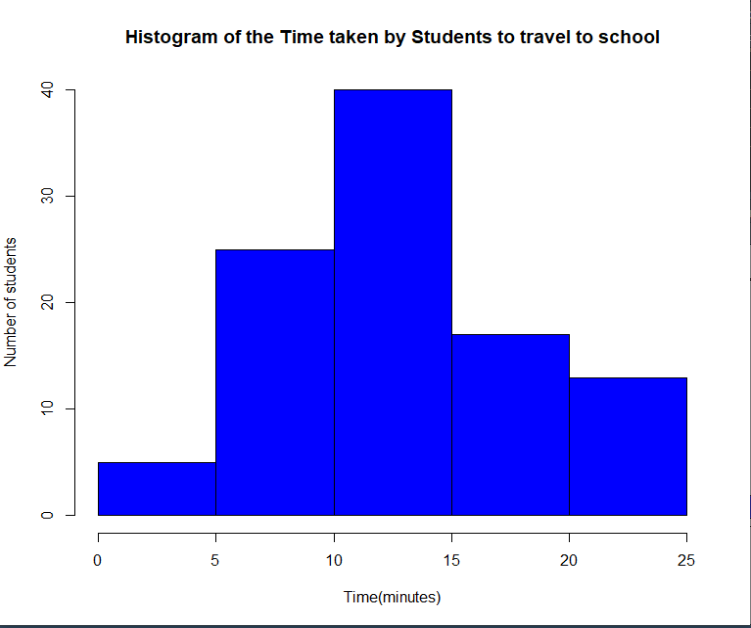 Histogram of the Time taken by Students to travel to school
Number of students
40
30
20
10
0
0 5 10 15 20 25
Time(minutes)